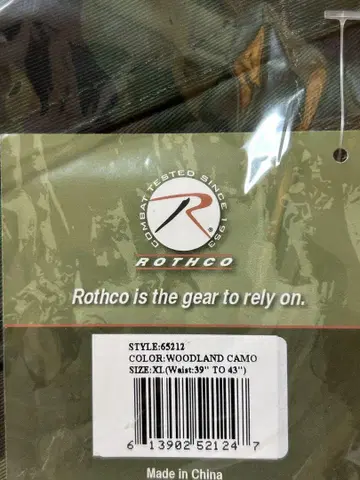 COMBAT TESTED SINCE 1953
R
ROTHCO
Rothco is the gear to rely on.
STYLE:65212
COLOR:WOODLAND CAMO
SIZE:XL(Waist:39" TO 43")
6 13902 52124 7
Made in China